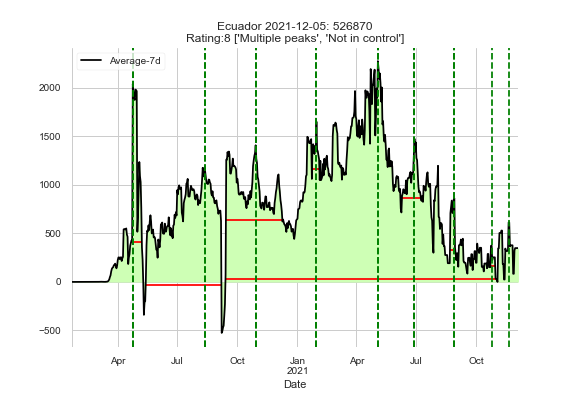 Ecuador 2021-12-05: 526870
Rating:8 ['Multiple peaks', 'Not in control']
Average-7d
2000
1500
1000
500
0
−500
Apr Jul Oct Jan Apr Jul Oct
2021
Date